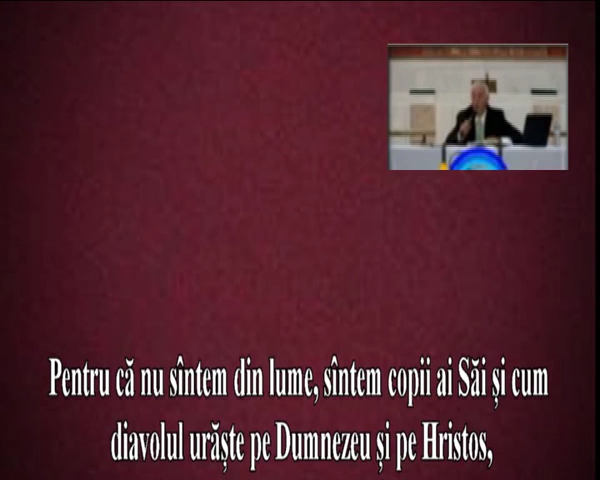 Pentru că nu sîntem din lume, sîntem copii ai Săi și cum
diavolul urăște pe Dumnezeu și pe Hristos,